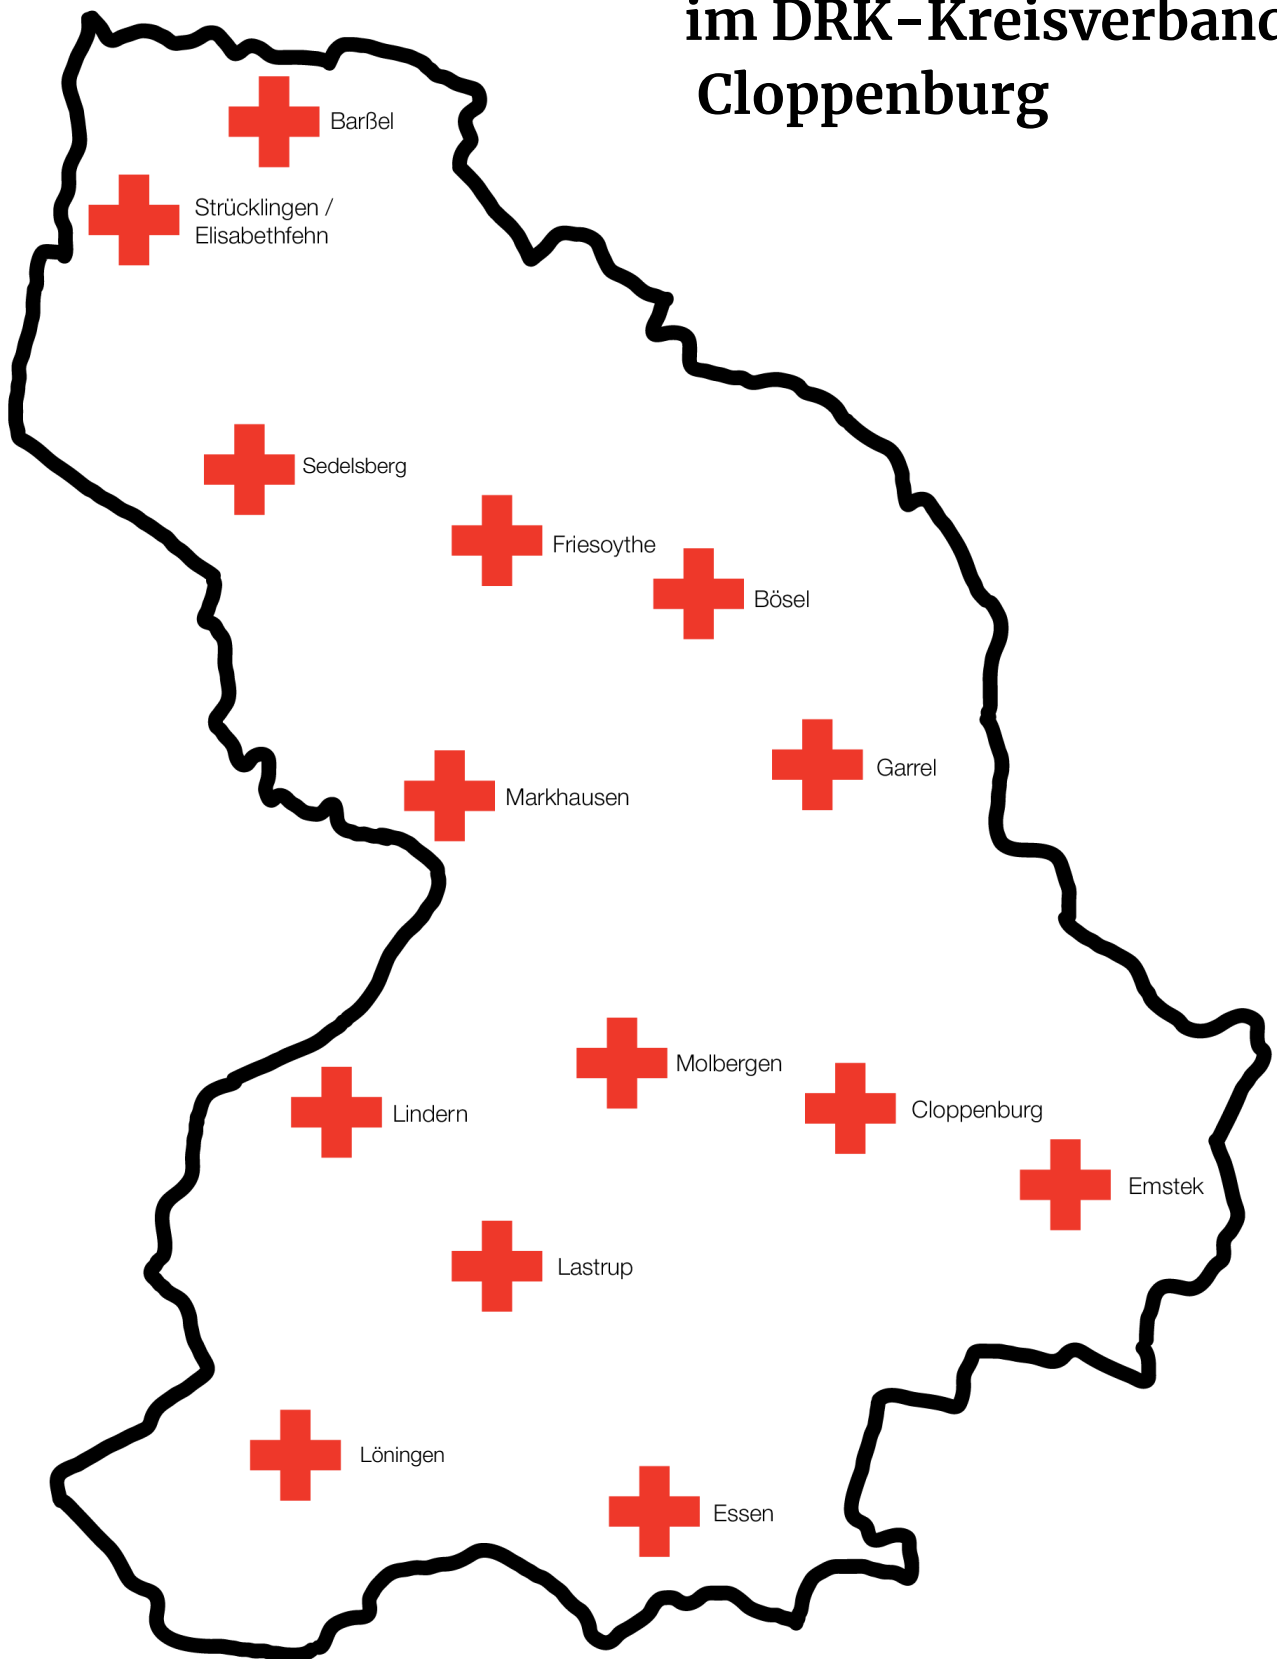 im DRK-Kreisverband
Cloppenburg
Barßel
Strücklingen /
Elisabethfehn
Sedelsberg
Friesoythe
Bösel
Garrel
Markhausen
Molbergen
Lindern
Cloppenburg
Emstek
Lastrup
Löningen
Essen